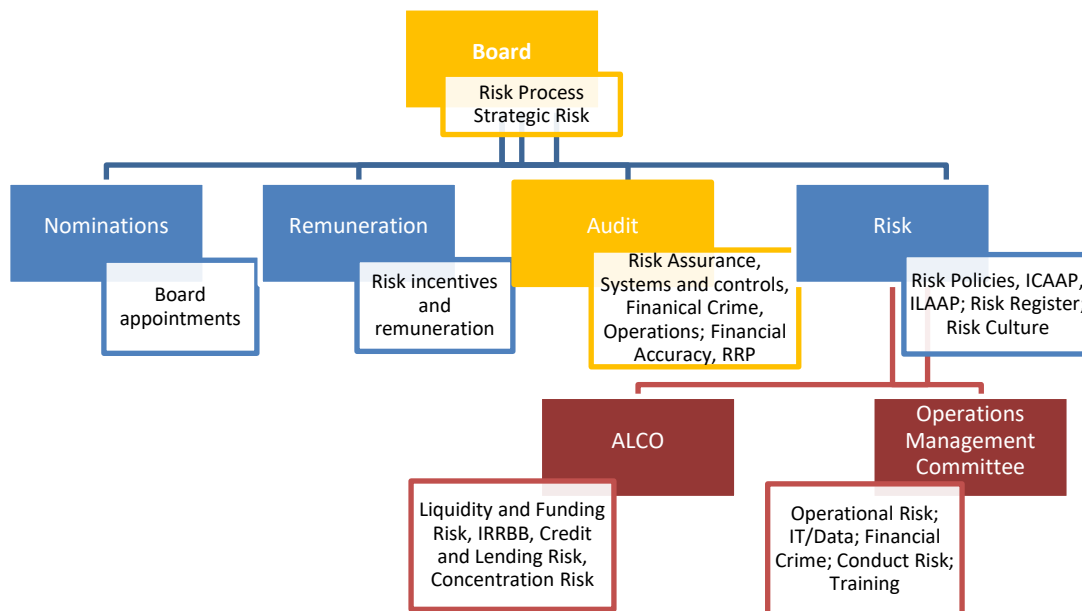 Board
Risk Process
Strategic Risk
Nominations
Board
appointments
Remuneration
Risk incentives
and
remuneration
Audit
Risk Assurance,
Systems and controls,
Finanical Crime,
Operations; Financial
Accuracy, RRP
Risk
Risk Policies, ICAAP,
ILAAP; Risk Register;
Risk Culture
ALCO
Liquidity and Funding
Risk, IRRBB, Credit
and Lending Risk,
Concentration Risk
Operations
Management
Committee
Operational Risk;
IT/Data; Financial
Crime; Conduct Risk;
Training